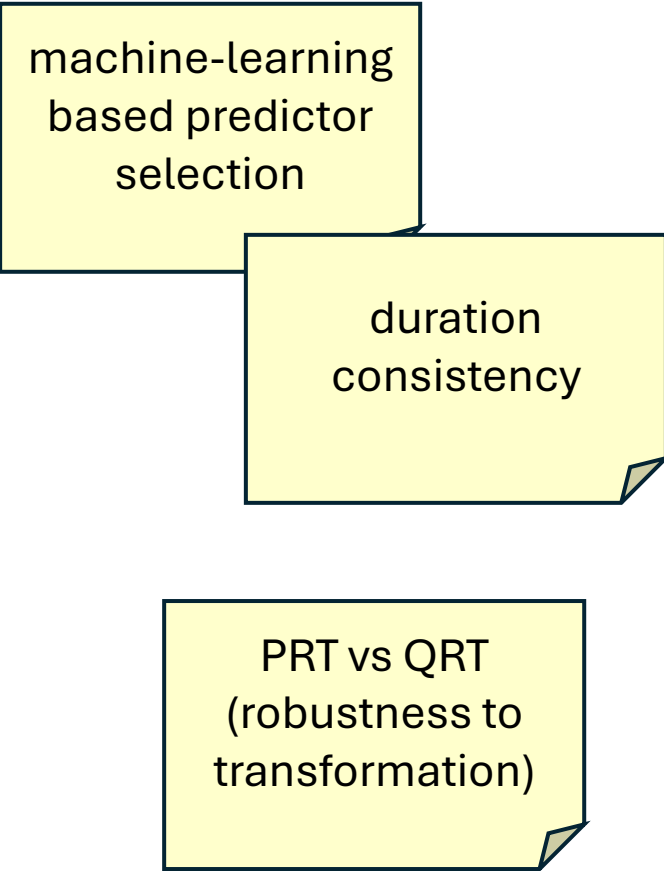 machine-learning
based predictor
selection
duration
consistency
PRT vs QRT
(robustness to
transformation)